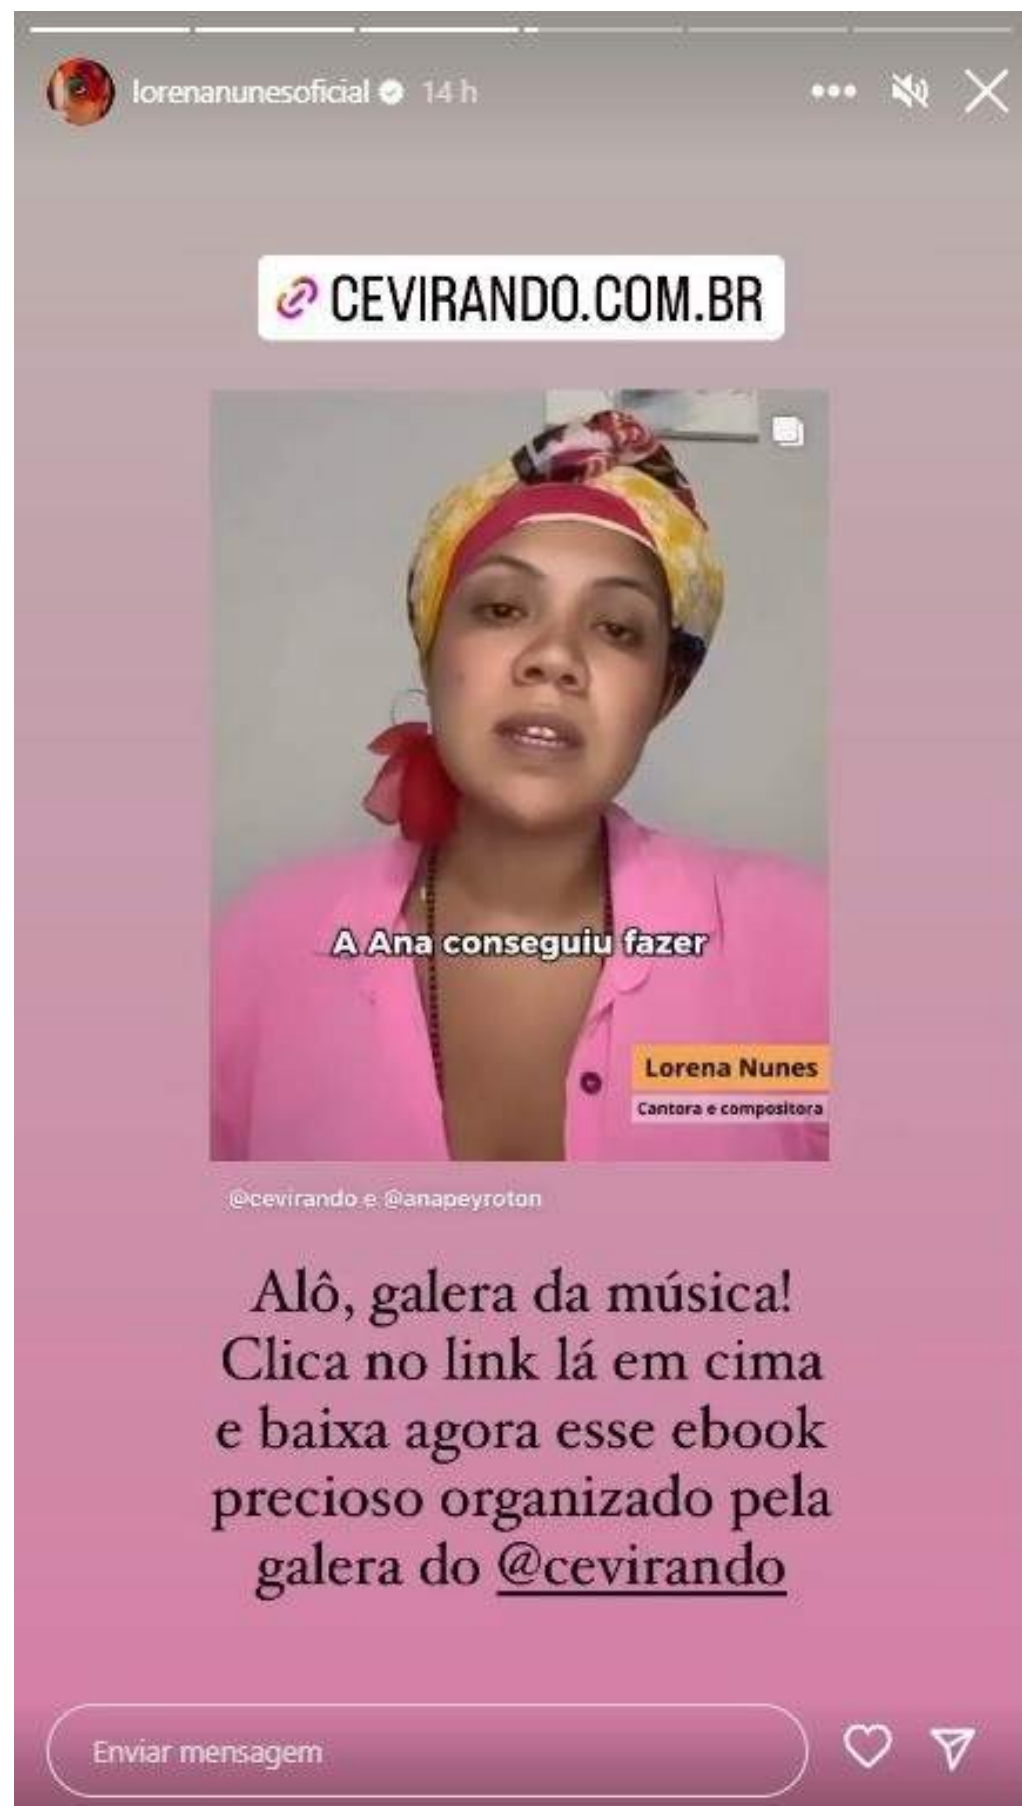 lorenanunesoficial 14 h
CEVIRANDO.COM.BR
A Ana conseguiu fazer
Lorena Nunes
Cantora e compositora
@cevirando e @anapeyroton
Alô, galera da música!
Clica no link lá em cima
e baixa agora esse ebook
precioso organizado pela
galera do @cevirando
Enviar mensagem